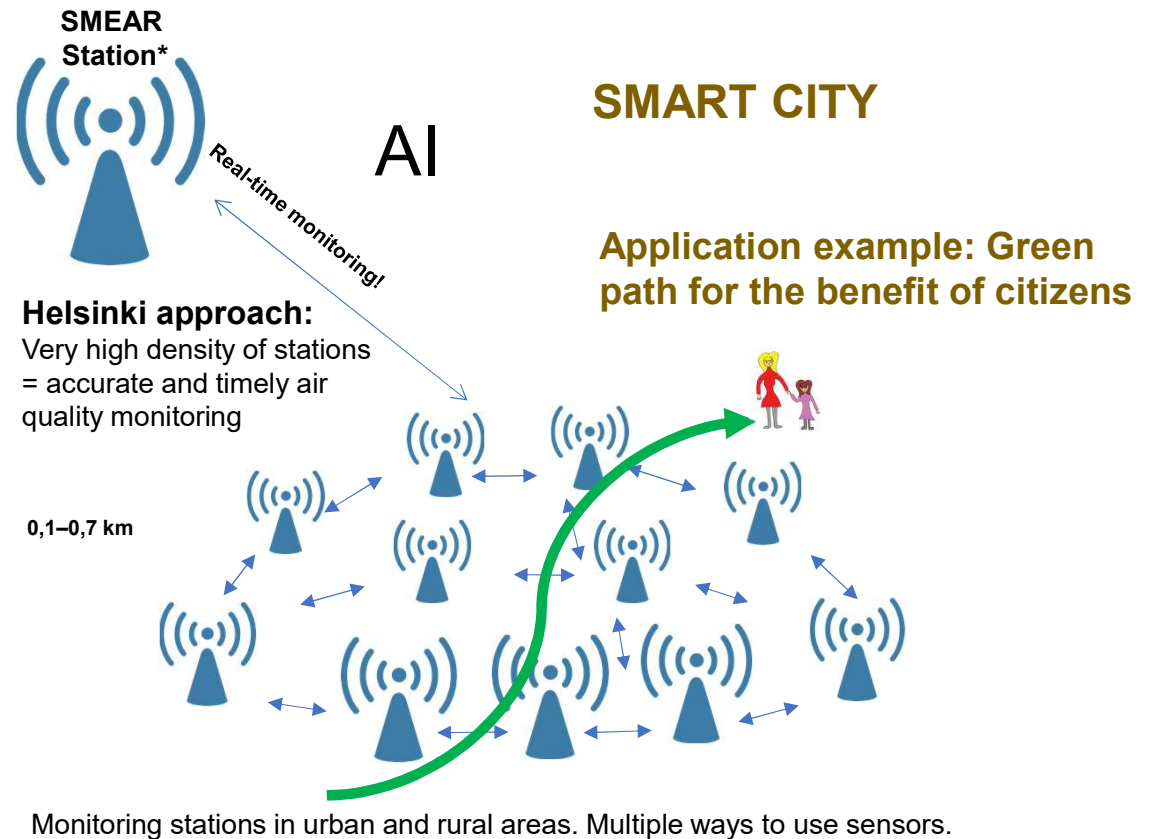 SMEAR
Station*
AI
SMART CITY
Real-time monitoring!
Application example: Green
path for the benefit of citizens
Helsinki approach:
Very high density of stations
= accurate and timely air
quality monitoring
0,1–0,7 km
Monitoring stations in urban and rural areas. Multiple ways to use sensors.